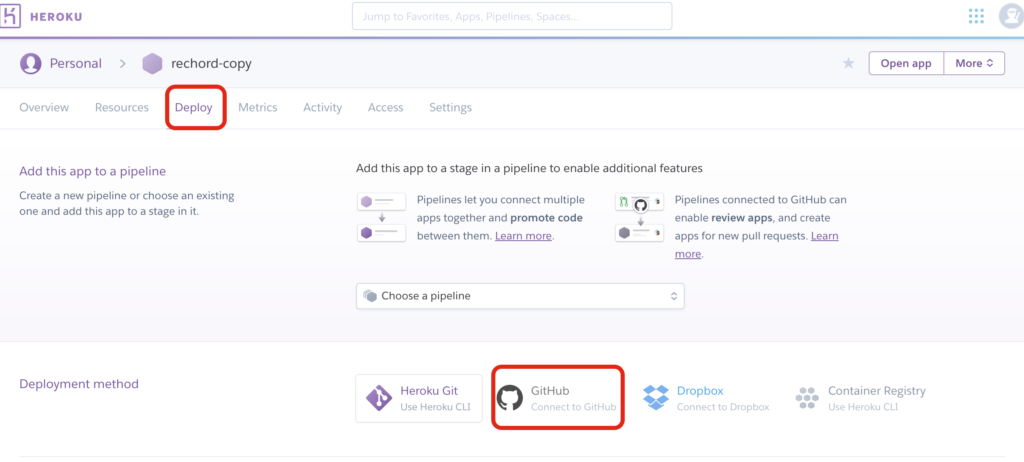 HEROKU
Jump to Favorites, Apps, Pipelines, Spaces...
Personal > rechord-copy
Open app
More
Overview Resources Deploy Metrics Activity Access Settings
Add this app to a pipeline
Create a new pipeline or choose an existing
one and add this app to a stage in it.
Add this app to a stage in a pipeline to enable additional features
Pipelines let you connect multiple
apps together and promote code
between them. Learn more.
Pipelines connected to GitHub can
enable review apps, and create
apps for new pull requests. Learn
more.
Choose a pipeline
Deployment method
Heroku Git
Use Heroku CLI
GitHub
Connect to GitHub
Dropbox
Connect to Dropbox
Container Registry
Use Heroku CLI